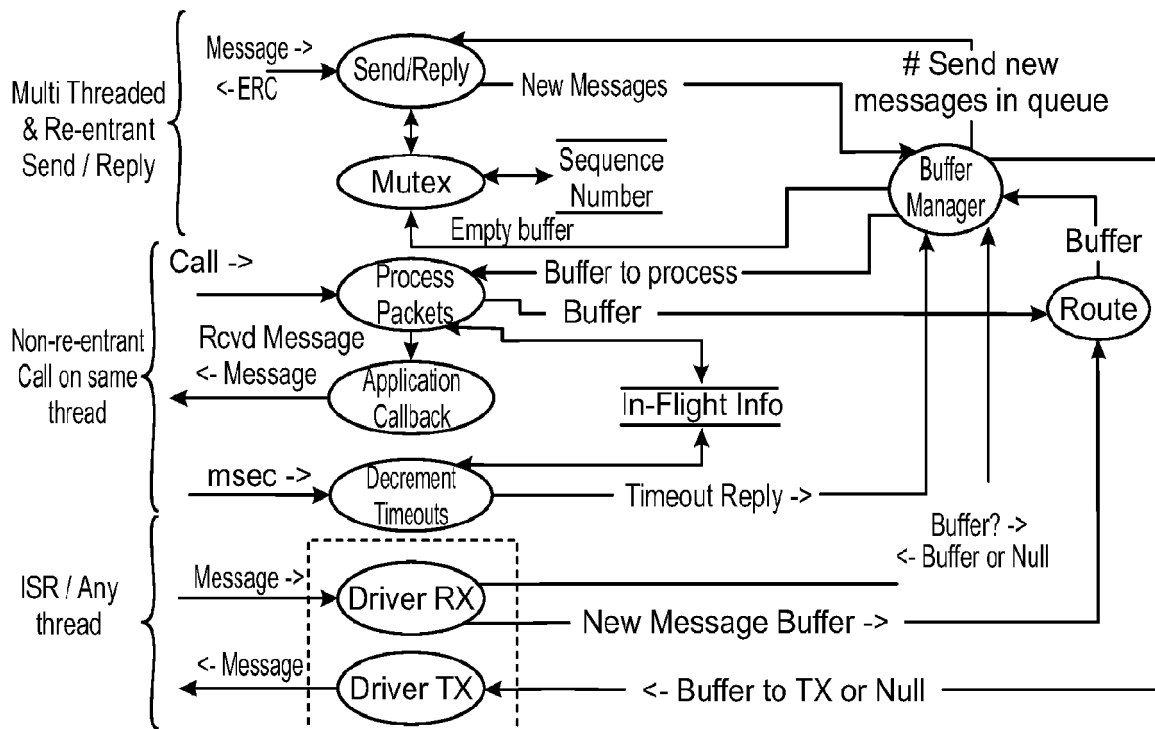 Message ->
<-ERC
Send/Reply
New Messages
# Send new
messages in queue
Multi Threaded
& Re-entrant
Send / Reply
Mutex
Sequence
Number
Buffer
Manager
Empty buffer
Buffer
Call ->
Process
Packets
Buffer to process
Buffer
Route
Non-re-entrant
Call on same
thread
Rcvd Message
<- Message
Application
Callback
In-Flight Info
msec ->
Decrement
Timeouts
Timeout Reply ->
Buffer? ->
<- Buffer or Null
ISR / Any
thread
Message ->
Driver RX
New Message Buffer ->
<- Message
Driver TX
<- Buffer to TX or Null